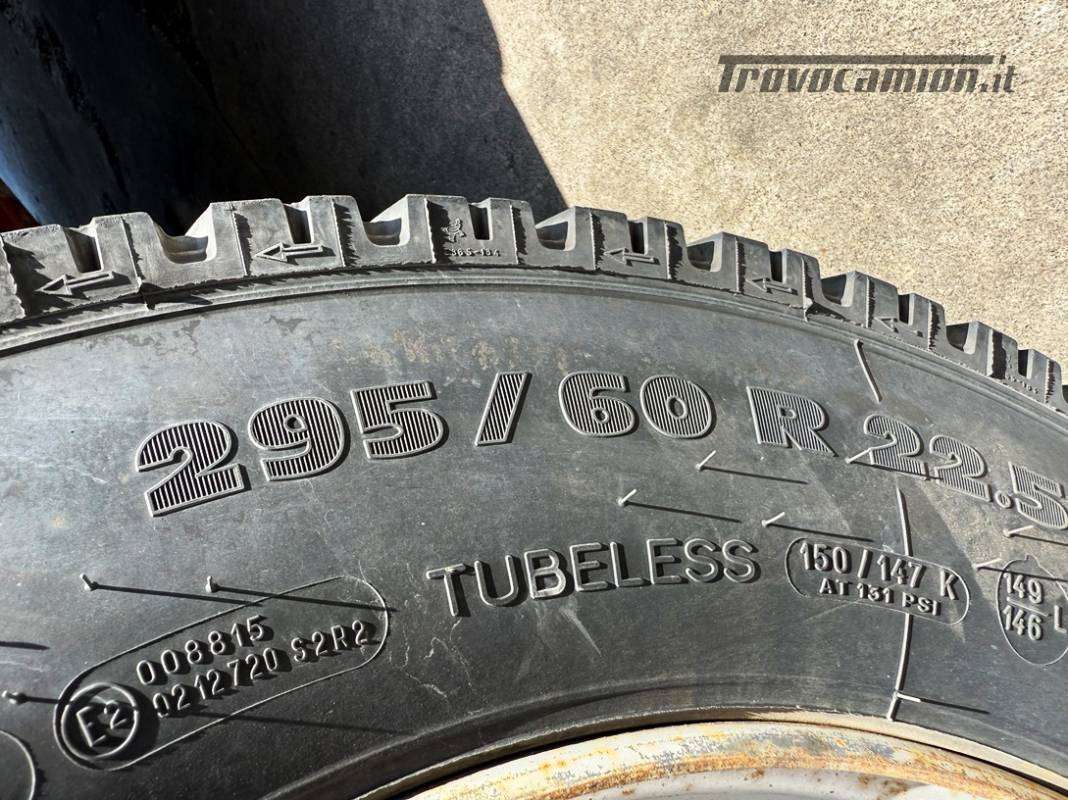 Trovocamion.it
295/60 R 22.5
TUBELESS
150/147 K
AT 131 PSI
149
146 L
008815
0212720 S2R2
E2